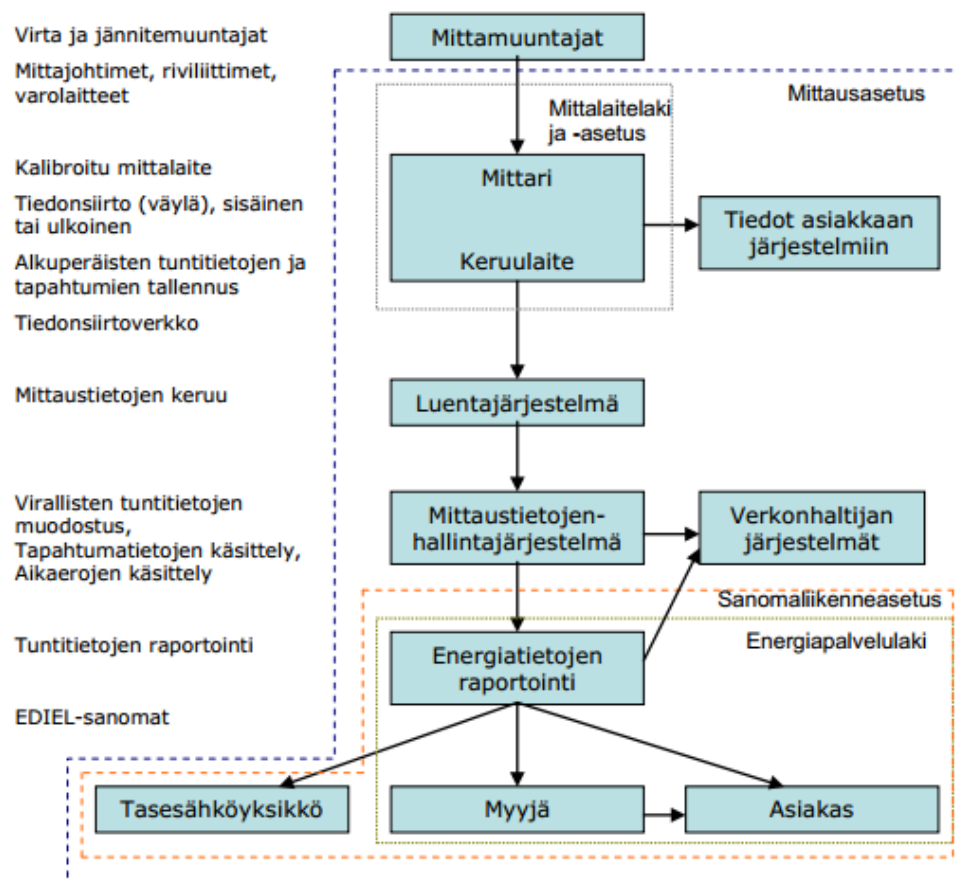 Virta ja jännitemuuntajat
Mittamuuntajat
Mittajohtimet, riviliittimet,
varolaitteet
Mittausasetus
Mittalaitelaki
ja -asetus
Kalibroitu mittalaite
Mittari
Tiedonsiirto (väylä), sisäinen
tai ulkoinen
Tiedot asiakkaan
järjestelmiin
Alkuperäisten tuntitietojen ja
tapahtumien tallennus
Keruulaite
Tiedonsiirtoverkko
Mittaustietojen keruu
Luentajärjestelmä
Virallisten tuntitietojen
muodostus,
Tapahtumatietojen käsittely,
Aikaerojen käsittely
Mittaustietojen-
hallintajärjestelmä
Verkonhaltijan
järjestelmät
Sanomaliikenneasetus
Energiapalvelulaki
Tuntitietojen raportointi
Energiatietojen
raportointi
EDIEL-sanomat
Tasesähköyksikkö
Myyjä
Asiakas